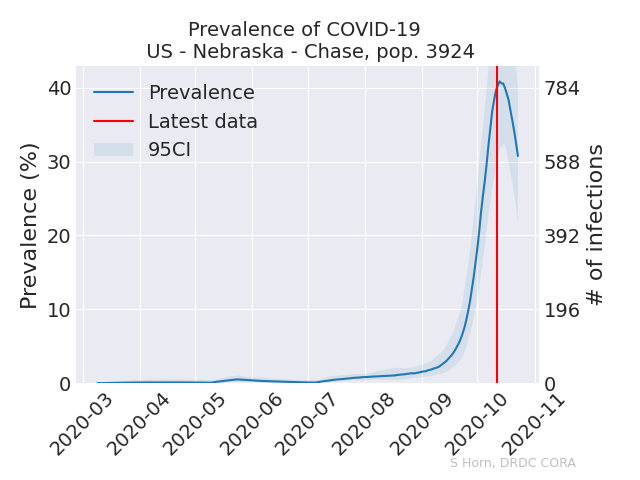 Prevalence of COVID-19
US - Nebraska - Chase, pop. 3924
Prevalence
Latest data
95CI
Prevalence (%)
40
30
20
10
0
# of infections
784
588
392
196
0
2020-03
2020-04
2020-05
2020-06
2020-07
2020-08
2020-09
2020-10
2020-11
S Horn, DRDC CORA